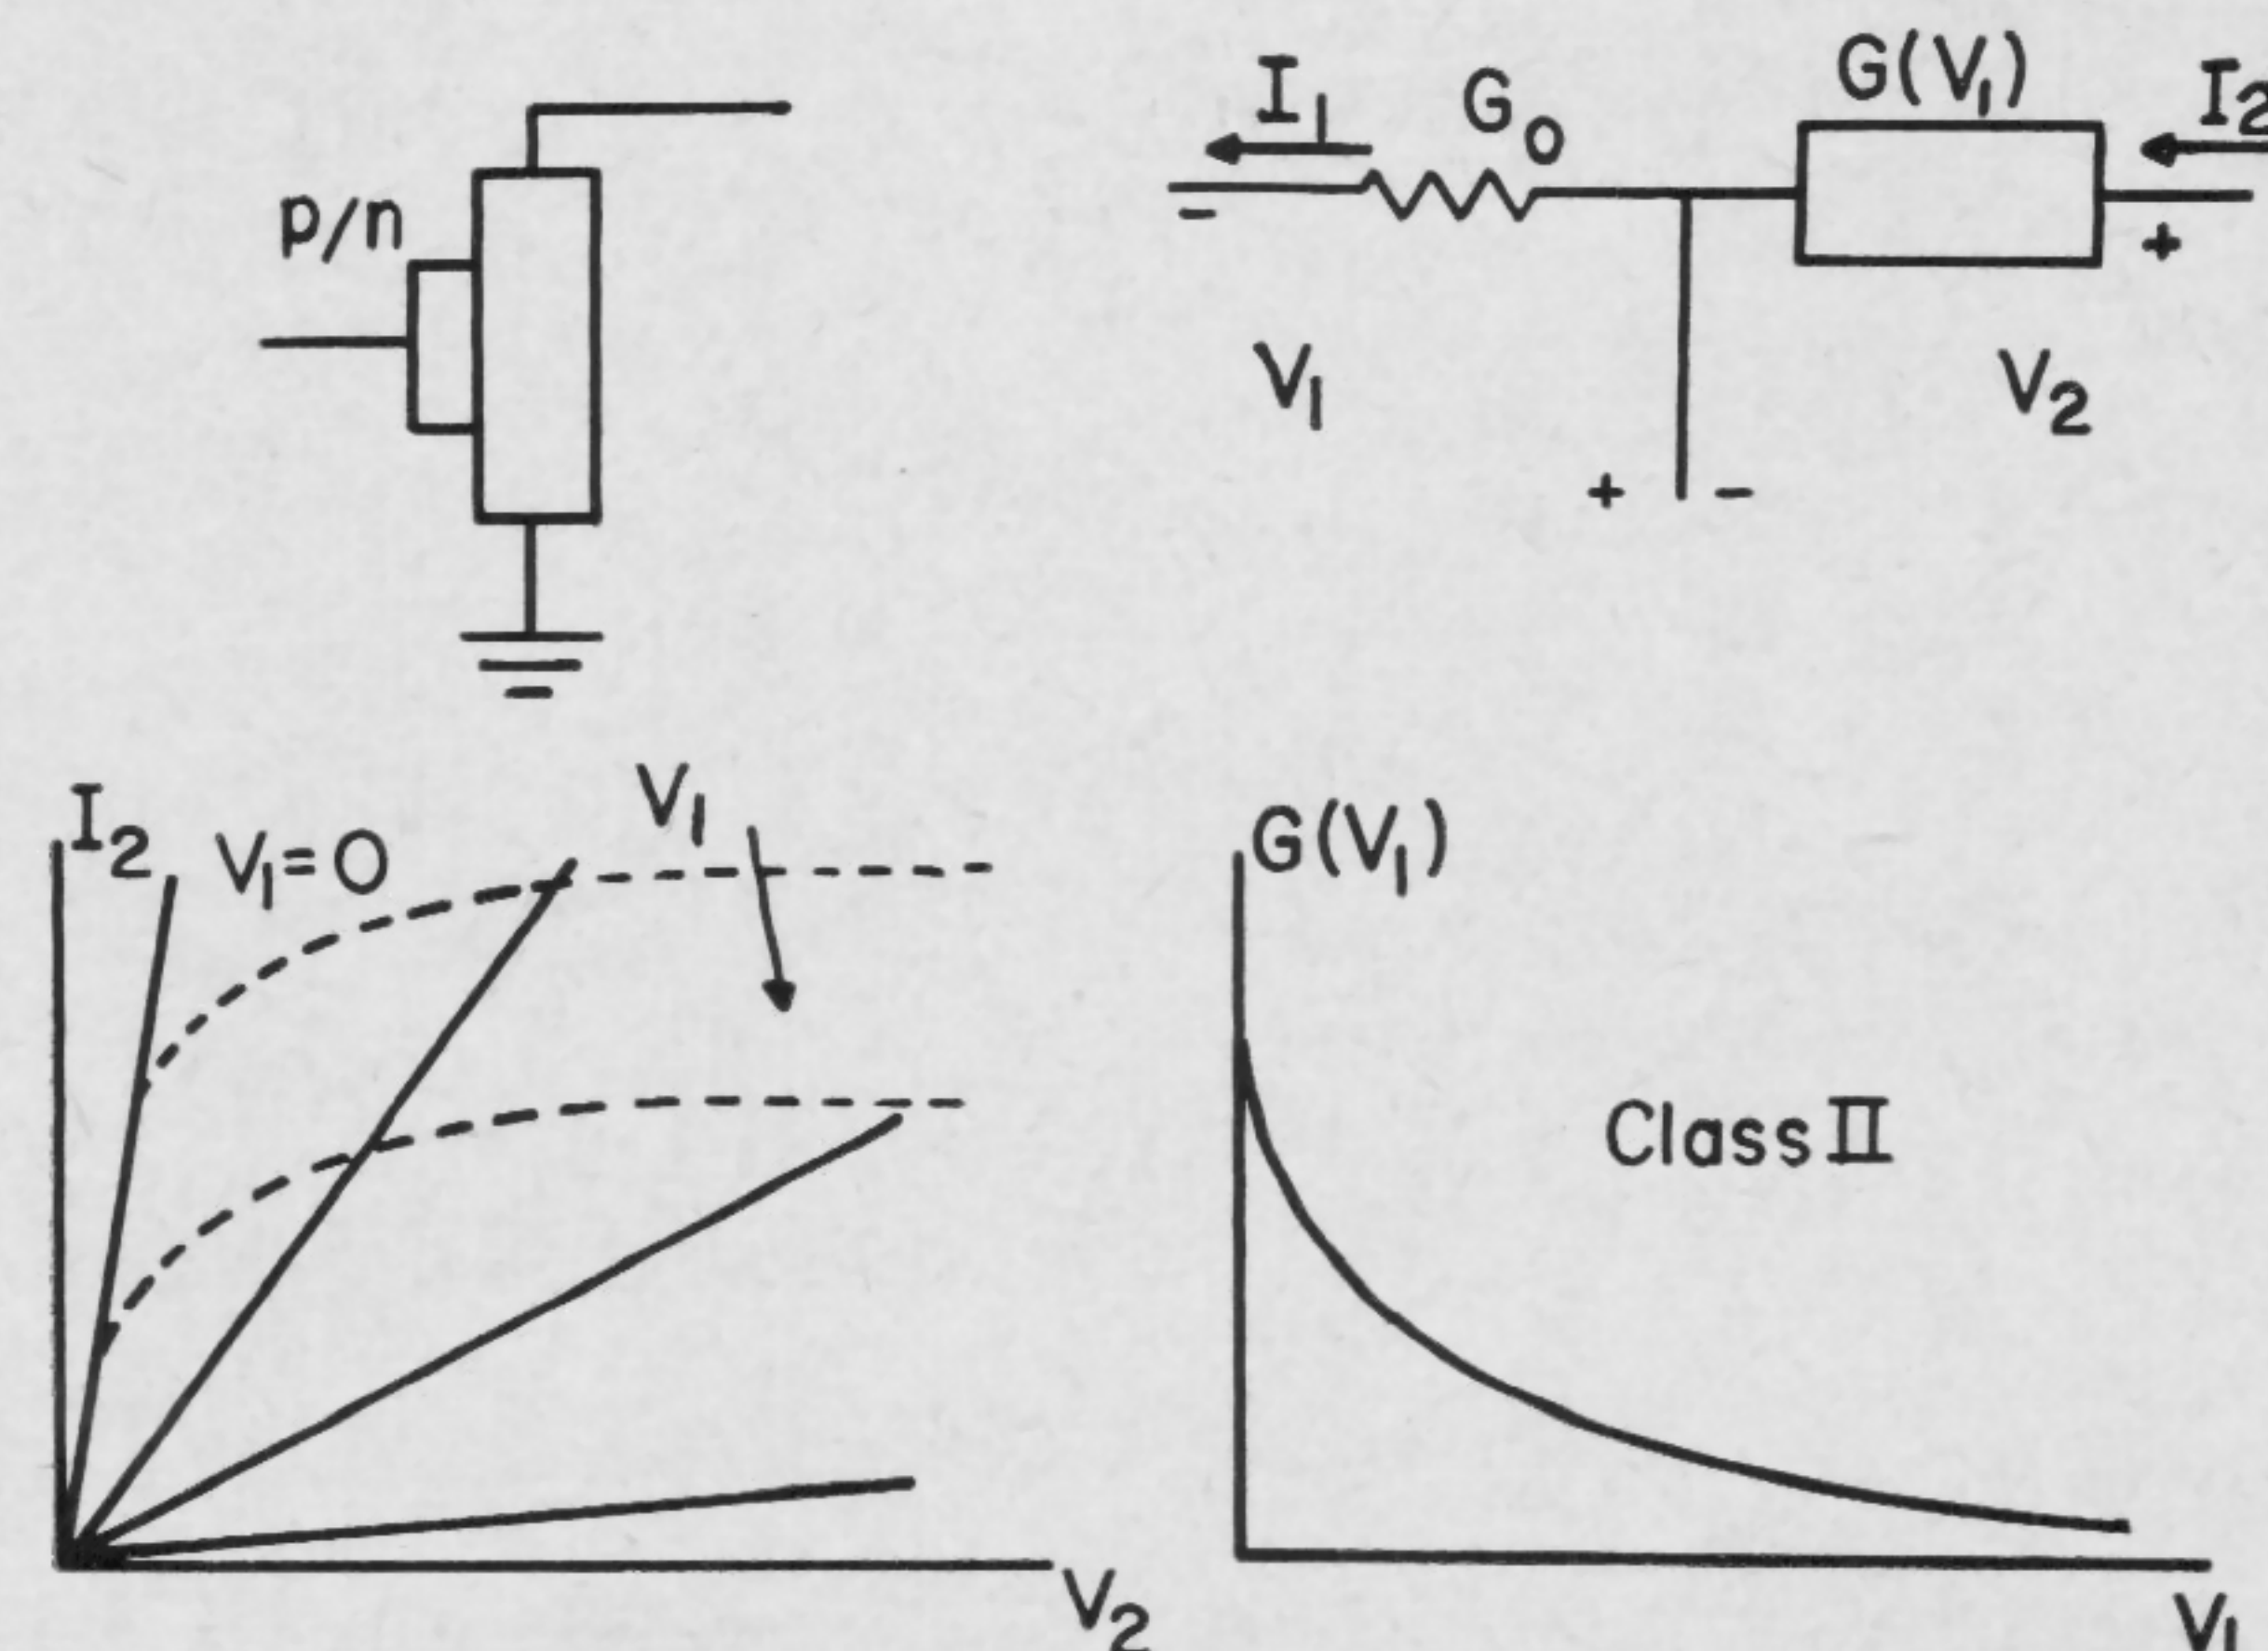 p/n
I₁ G₀ G(V₁) I₂
- +
V₁ V₂
+ -
I₂ V₁=0 V₁
V₂
G(V₁)
Class II
V₁